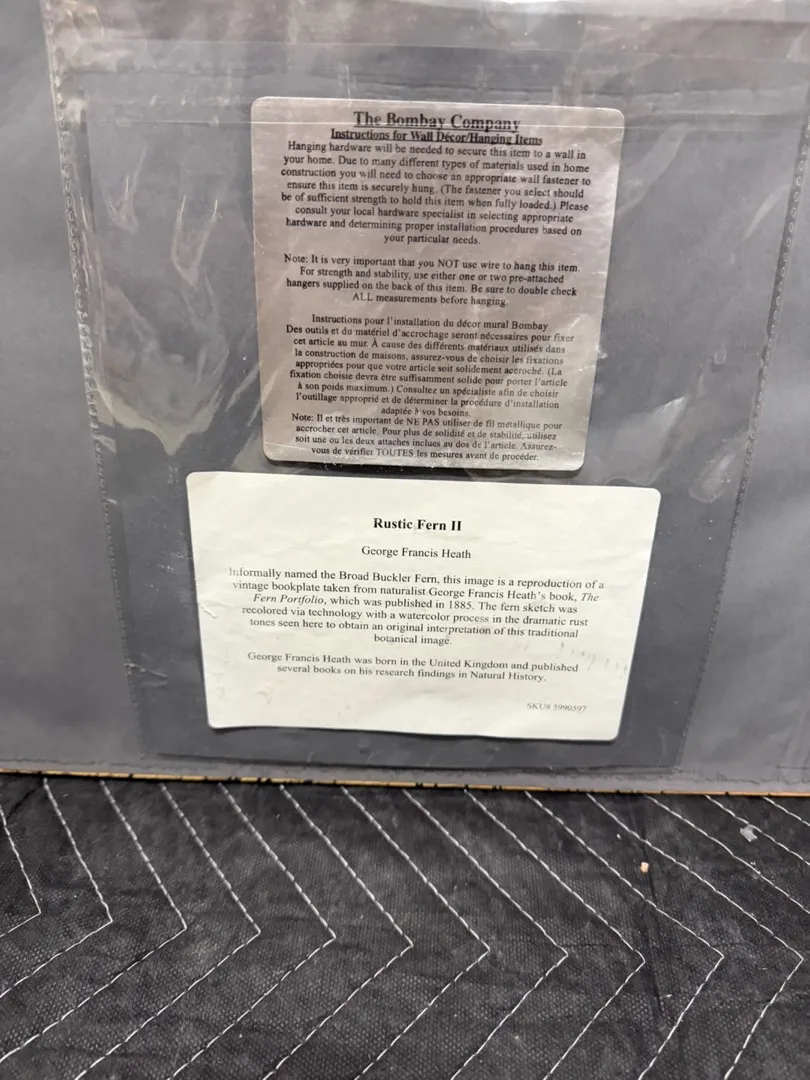 The Bombay Company
Instructions for Wall Décor/Hanging Items
Hanging hardware will be needed to secure this item to a wall in
your home. Due to many different types of materials used in home
construction you will need to choose an appropriate wall fastener to
ensure this item is securely hung. (The fastener you select should
be of sufficient strength to hold this item when fully loaded.) Please
consult your local hardware specialist in selecting appropriate
hardware and determining proper installation procedures based on
your particular needs.
Note: It is very important that you NOT use wire to hang this item.
For strength and stability, use either one or two pre-attached
hangers supplied on the back of this item. Be sure to double check
ALL measurements before hanging.
Instructions pour l'installation du décor mural Bombay
Des outils et du matériel d'accrochage seront nécessaires pour fixer
cet article au mur. À cause des différents matériaux utilisés dans
la construction de maisons, assurez-vous de choisir les fixations
appropriées pour que votre article soit solidement accroché. (La
fixation choisie devra être suffisamment solide pour porter l'article
à son poids maximum.) Consultez un spécialiste afin de choisir
l'outillage approprié et de déterminer la procédure d'installation
adaptée à vos besoins.
Note: Il et très important de NE PAS utiliser de fil métallique pour
accrocher cet article. Pour plus de solidité et de stabilité, utilisez
soit une ou les deux attaches inclues au dos de l'article. Assurez-
vous de vérifier TOUTES les mesures avant de procéder.
Rustic Fern II
George Francis Heath
Informally named the Broad Buckler Fern, this image is a reproduction of a
vintage bookplate taken from naturalist George Francis Heath's book, The
Fern Portfolio, which was published in 1885. The fern sketch was
recolored via technology with a watercolor process in the dramatic rust
tones seen here to obtain an original interpretation of this traditional
botanical image.
George Francis Heath was born in the United Kingdom and published
several books on his research findings in Natural History.
SKU# 5990597